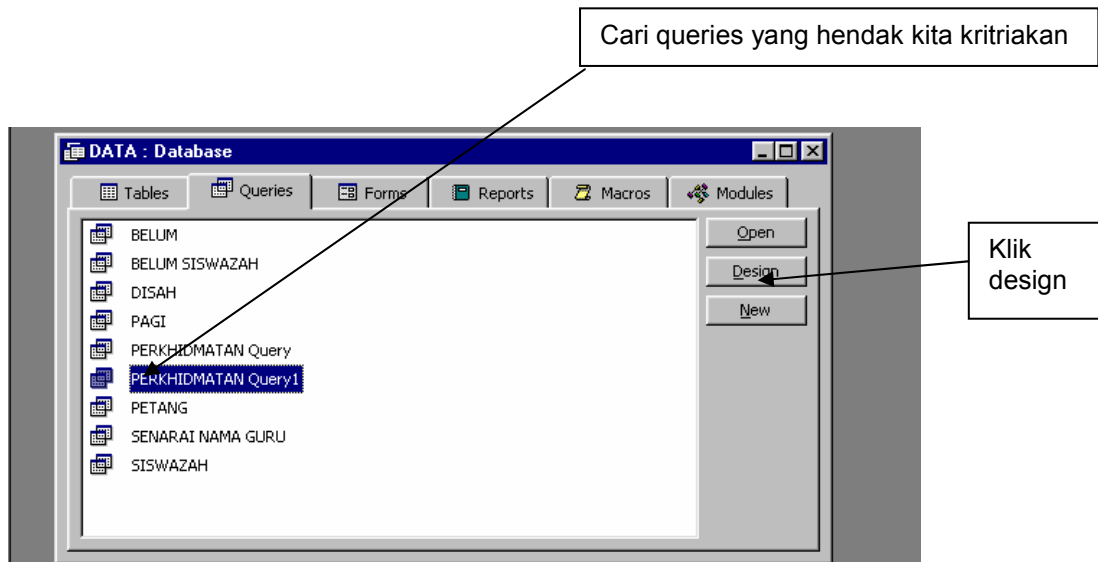 Cari queries yang hendak kita kritriakan
DATA : Database
Tables Queries Forms Reports Macros Modules
BELUM
BELUM SISWAZAH
DISAH
PAGI
PERKHIDMATAN Query
PERKHIDMATAN Query1
PETANG
SENARAI NAMA GURU
SISWAZAH
Open
Design
New
Klik
design